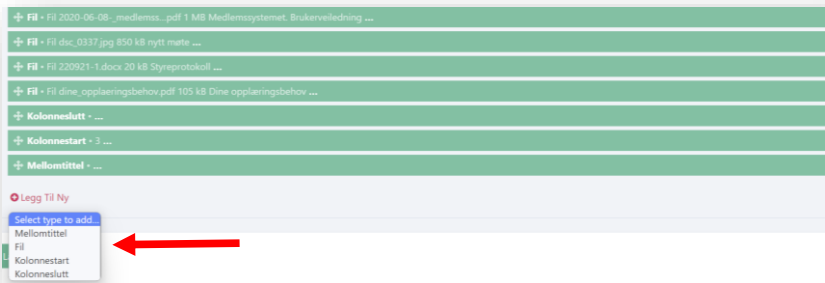 Fil - Fil 2020-06-08-_medlemss...pdf 1 MB Medlemssystemet. Brukerveiledning ...
Fil - Fil dsc_0337.jpg 850 kB nytt møte ...
Fil - Fil 220921-1.docx 20 kB Styreprotokoll ...
Fil - Fil dine_opplaeringsbehov.pdf 105 kB Dine opplæringsbehov ...
Kolonneslutt - ...
Kolonnestart - 3 ...
Mellomtittel - ...
Legg Til Ny
Select type to add...
Mellomtittel
Fil
Kolonnestart
Kolonneslutt